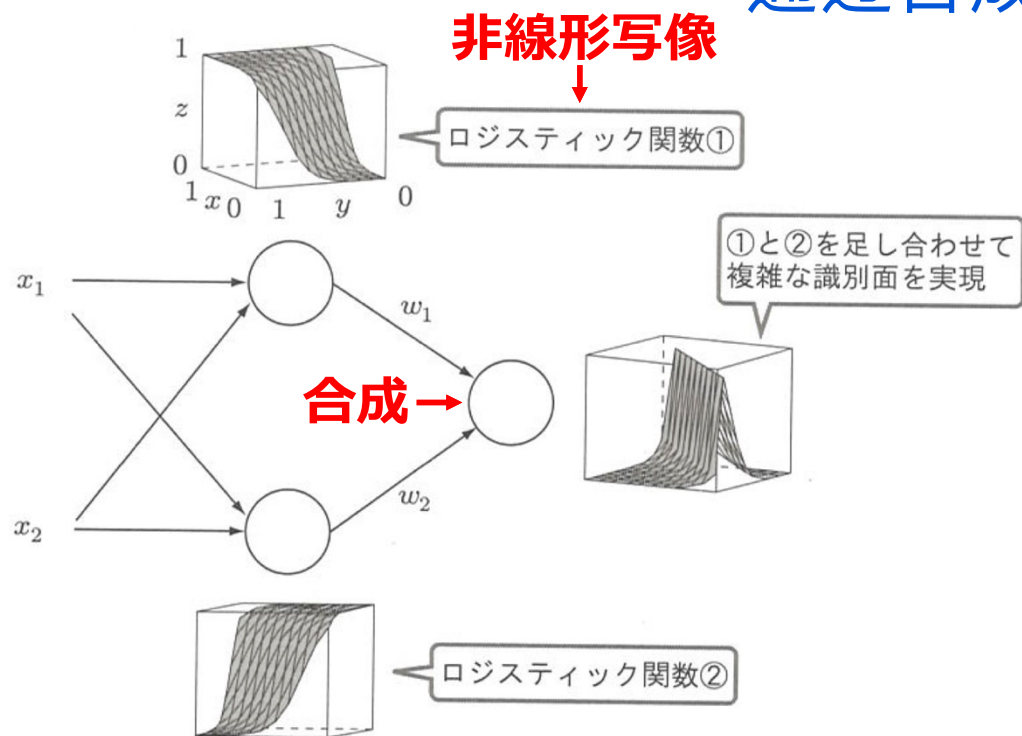 非線形写像
1
z
0
1 x 0 1 y 0
ロジスティック関数①
①と②を足し合わせて
複雑な識別面を実現
x₁
w₁
合成
w₂
x₂
ロジスティック関数②